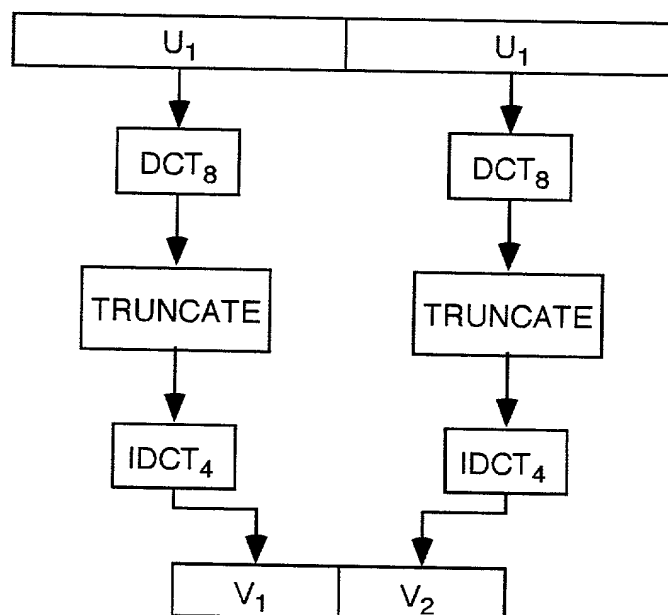 U₁ U₁
DCT₈ DCT₈
TRUNCATE TRUNCATE
IDCT₄ IDCT₄
V₁ V₂